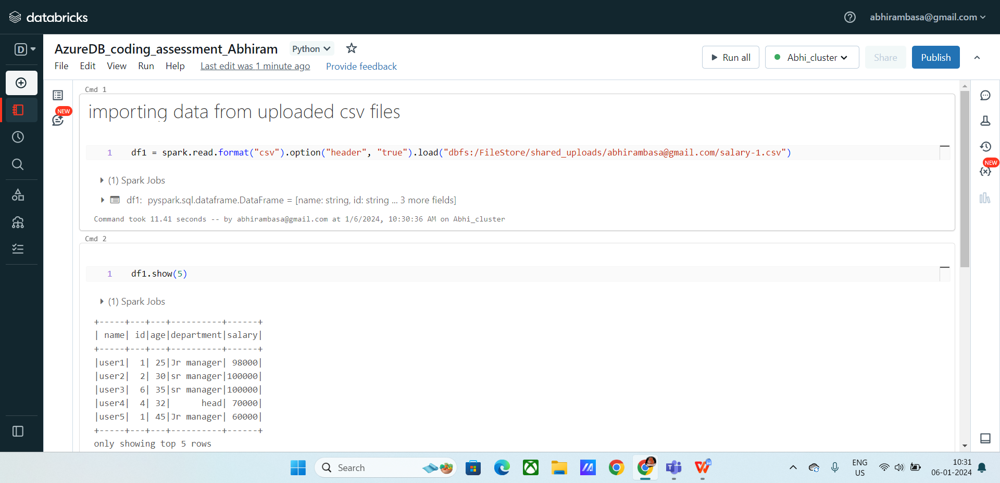 databricks
abhirambasa@gmail.com
D
AzureDB_coding_assessment_Abhiram Python
File Edit View Run Help Last edit was 1 minute ago Provide feedback
Run all Abhi_cluster Share Publish
NEW
NEW
Cmd 1
importing data from uploaded csv files
1 df1 = spark.read.format("csv").option("header", "true").load("dbfs:/FileStore/shared_uploads/abhirambasa@gmail.com/salary-1.csv")
(1) Spark Jobs
df1: pyspark.sql.dataframe.DataFrame = [name: string, id: string ... 3 more fields]
Command took 11.41 seconds -- by abhirambasa@gmail.com at 1/6/2024, 10:30:36 AM on Abhi_cluster
Cmd 2
1 df1.show(5)
(1) Spark Jobs
+-----+---+---+----------+------+
| name| id|age|department|salary|
+-----+---+---+----------+------+
|user1|  1| 25|Jr manager| 98000|
|user2|  2| 30|sr manager|100000|
|user3|  6| 35|sr manager|100000|
|user4|  4| 32|      head| 70000|
|user5|  1| 45|Jr manager| 60000|
+-----+---+---+----------+------+
only showing top 5 rows
Search
ENG
US
10:31
06-01-2024